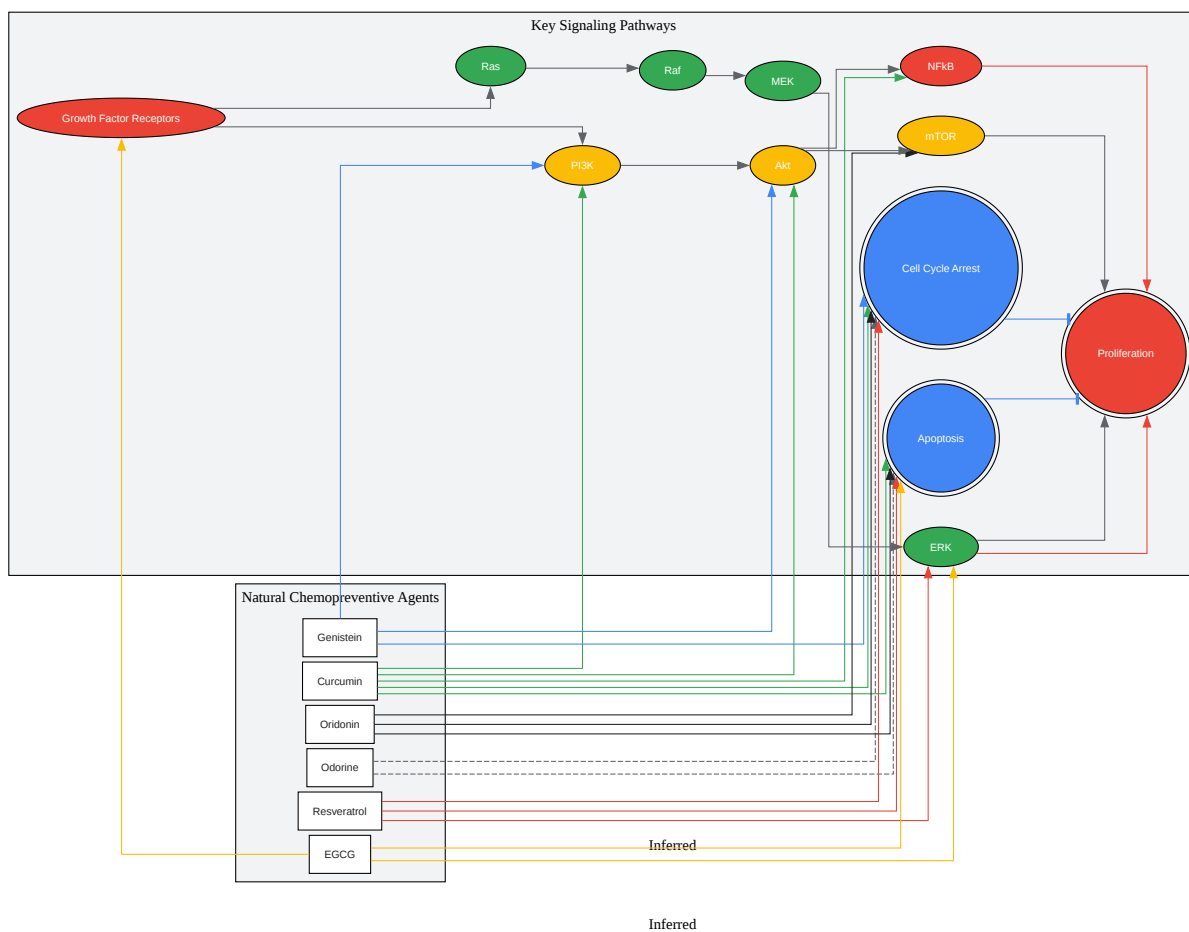 Key Signaling Pathways
Ras
Raf
MEK
NFkB
Growth Factor Receptors
PI3K
Akt
mTOR
Cell Cycle Arrest
Proliferation
Apoptosis
ERK
Natural Chemopreventive Agents
Genistein
Curcumin
Oridonin
Odorine
Resveratrol
EGCG
Inferred
Inferred